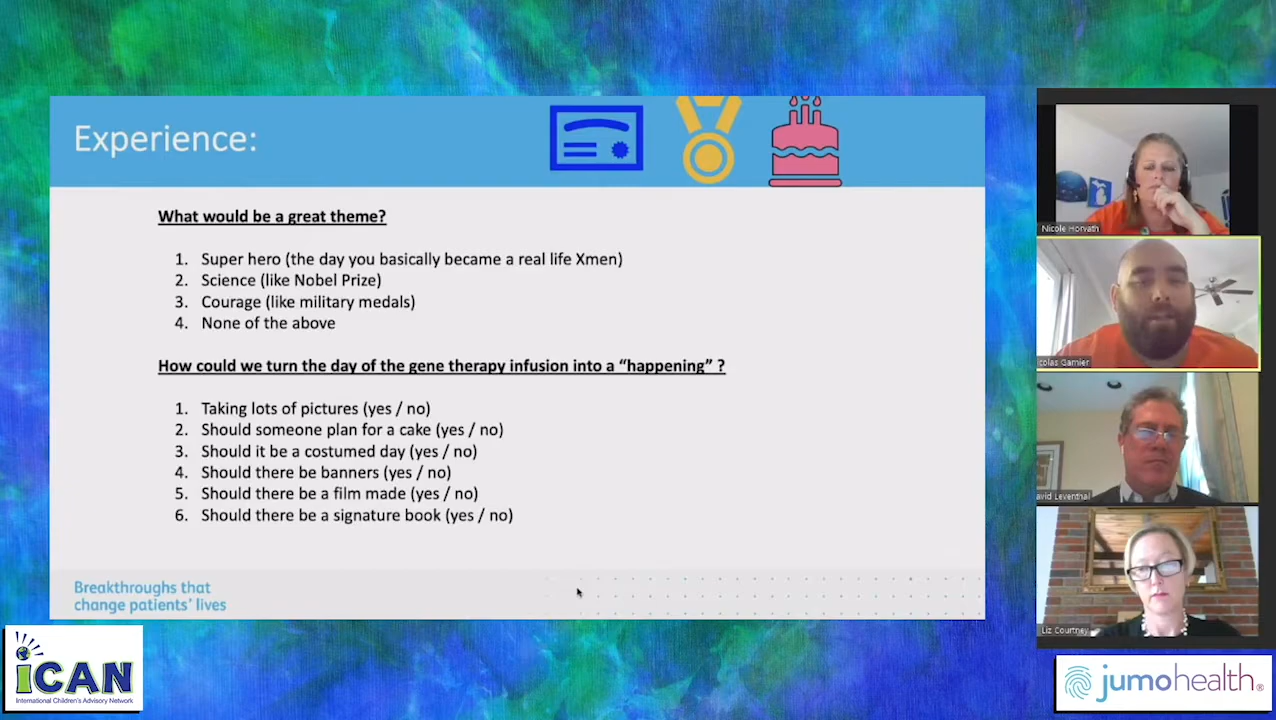 Experience:
What would be a great theme?
1. Super hero (the day you basically became a real life Xmen)
2. Science (like Nobel Prize)
3. Courage (like military medals)
4. None of the above
How could we turn the day of the gene therapy infusion into a “happening” ?
1. Taking lots of pictures (yes / no)
2. Should someone plan for a cake (yes / no)
3. Should it be a costumed day (yes / no)
4. Should there be banners (yes / no)
5. Should there be a film made (yes / no)
6. Should there be a signature book (yes / no)
Breakthroughs that
change patients’ lives
Nicole Horvath
icolas Garnier
avid Leventhal
Liz Courtney
iCAN
International Children's Advisory Network
jumohealth®